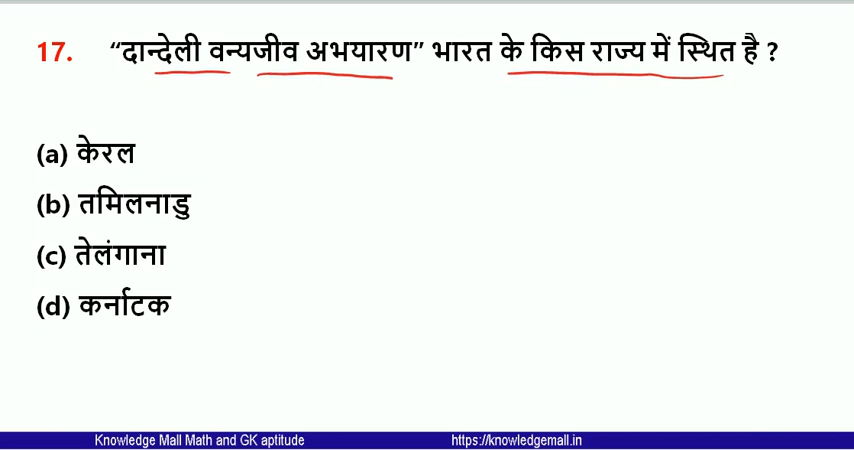 17. “दान्देली वन्यजीव अभयारण” भारत के किस राज्य में स्थित है ?
(a) केरल
(b) तमिलनाडु
(c) तेलंगाना
(d) कर्नाटक
Knowledge Mall Math and GK aptitude https://knowledgemall.in